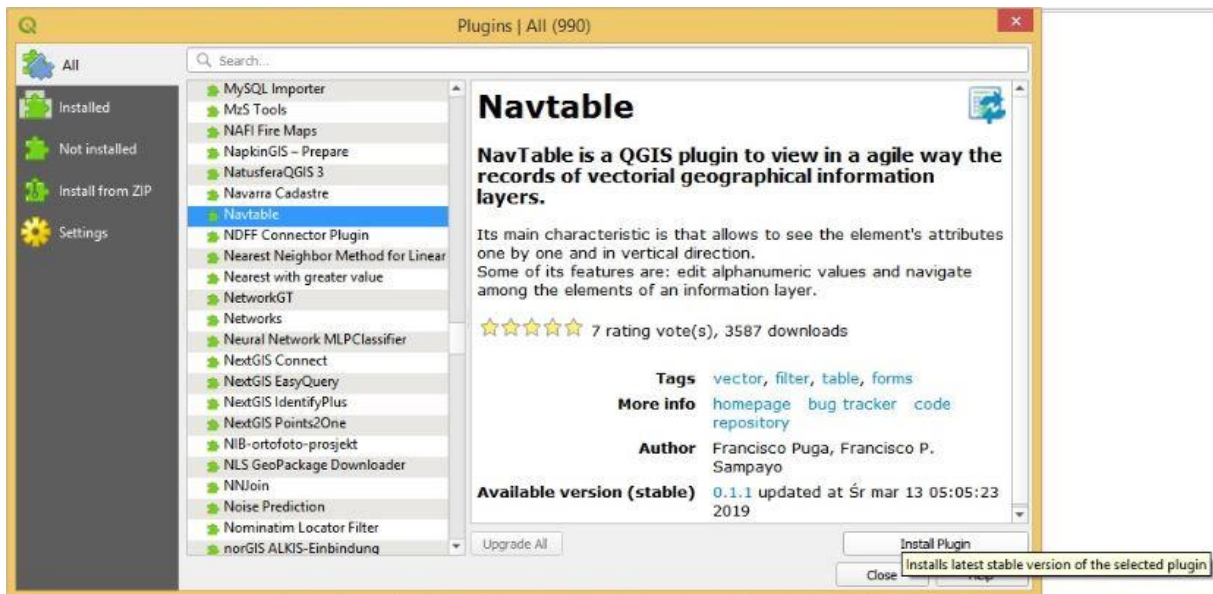 Plugins | All (990)
All
Installed
Not installed
Install from ZIP
Settings
Search...
MySQL Importer
MzS Tools
NAFI Fire Maps
NapkinGIS – Prepare
NatusferaQGIS 3
Navarra Cadastre
Navtable
NDFF Connector Plugin
Nearest Neighbor Method for Linear
Nearest with greater value
NetworkGT
Networks
Neural Network MLPClassifier
NextGIS Connect
NextGIS EasyQuery
NextGIS IdentifyPlus
NextGIS Points2One
NIB-ortofoto-prosjekt
NLS GeoPackage Downloader
NNJoin
Noise Prediction
Nominatim Locator Filter
norGIS ALKIS-Einbindung
Navtable
NavTable is a QGIS plugin to view in a agile way the
records of vectorial geographical information
layers.
Its main characteristic is that allows to see the element's attributes
one by one and in vertical direction.
Some of its features are: edit alphanumeric values and navigate
among the elements of an information layer.
7 rating vote(s), 3587 downloads
Tags vector, filter, table, forms
More info homepage bug tracker code
repository
Author Francisco Puga, Francisco P.
Sampayo
Available version (stable) 0.1.1 updated at Śr mar 13 05:05:23
2019
Upgrade All
Install Plugin
Installs latest stable version of the selected plugin
Close